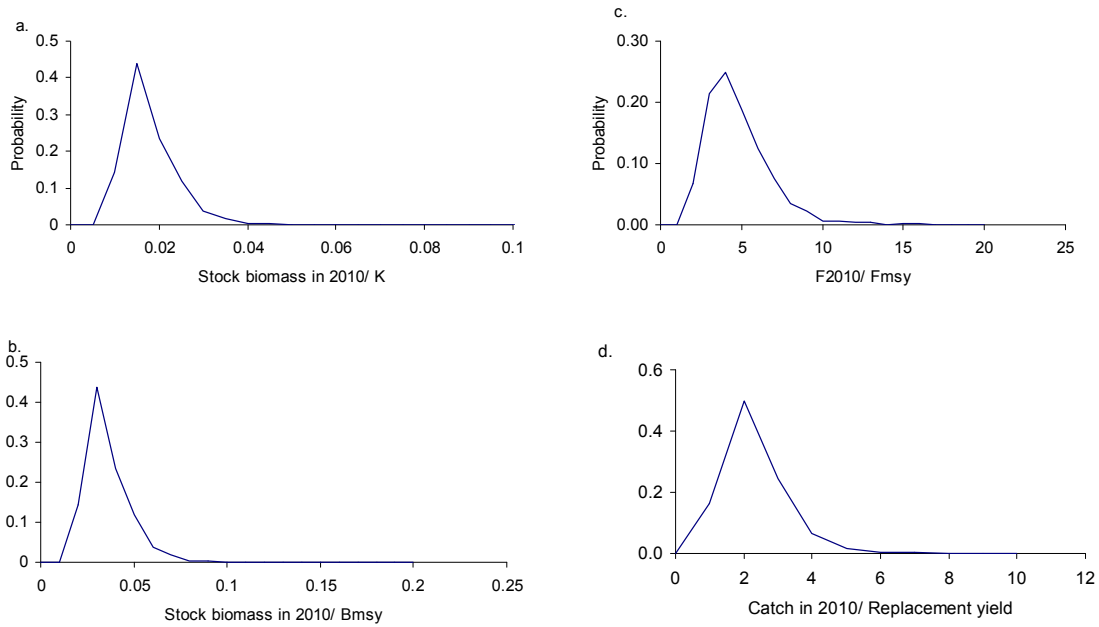 a.
0.5
0.4
0.3
0.2
0.1
0
Probability
0 0.02 0.04 0.06 0.08 0.1
Stock biomass in 2010/ K
c.
0.30
0.20
0.10
0.00
Probability
0 5 10 15 20 25
F2010/ Fmsy
b.
0.5
0.4
0.3
0.2
0.1
0
0 0.05 0.1 0.15 0.2 0.25
Stock biomass in 2010/ Bmsy
d.
0.6
0.4
0.2
0.0
0 2 4 6 8 10 12
Catch in 2010/ Replacement yield